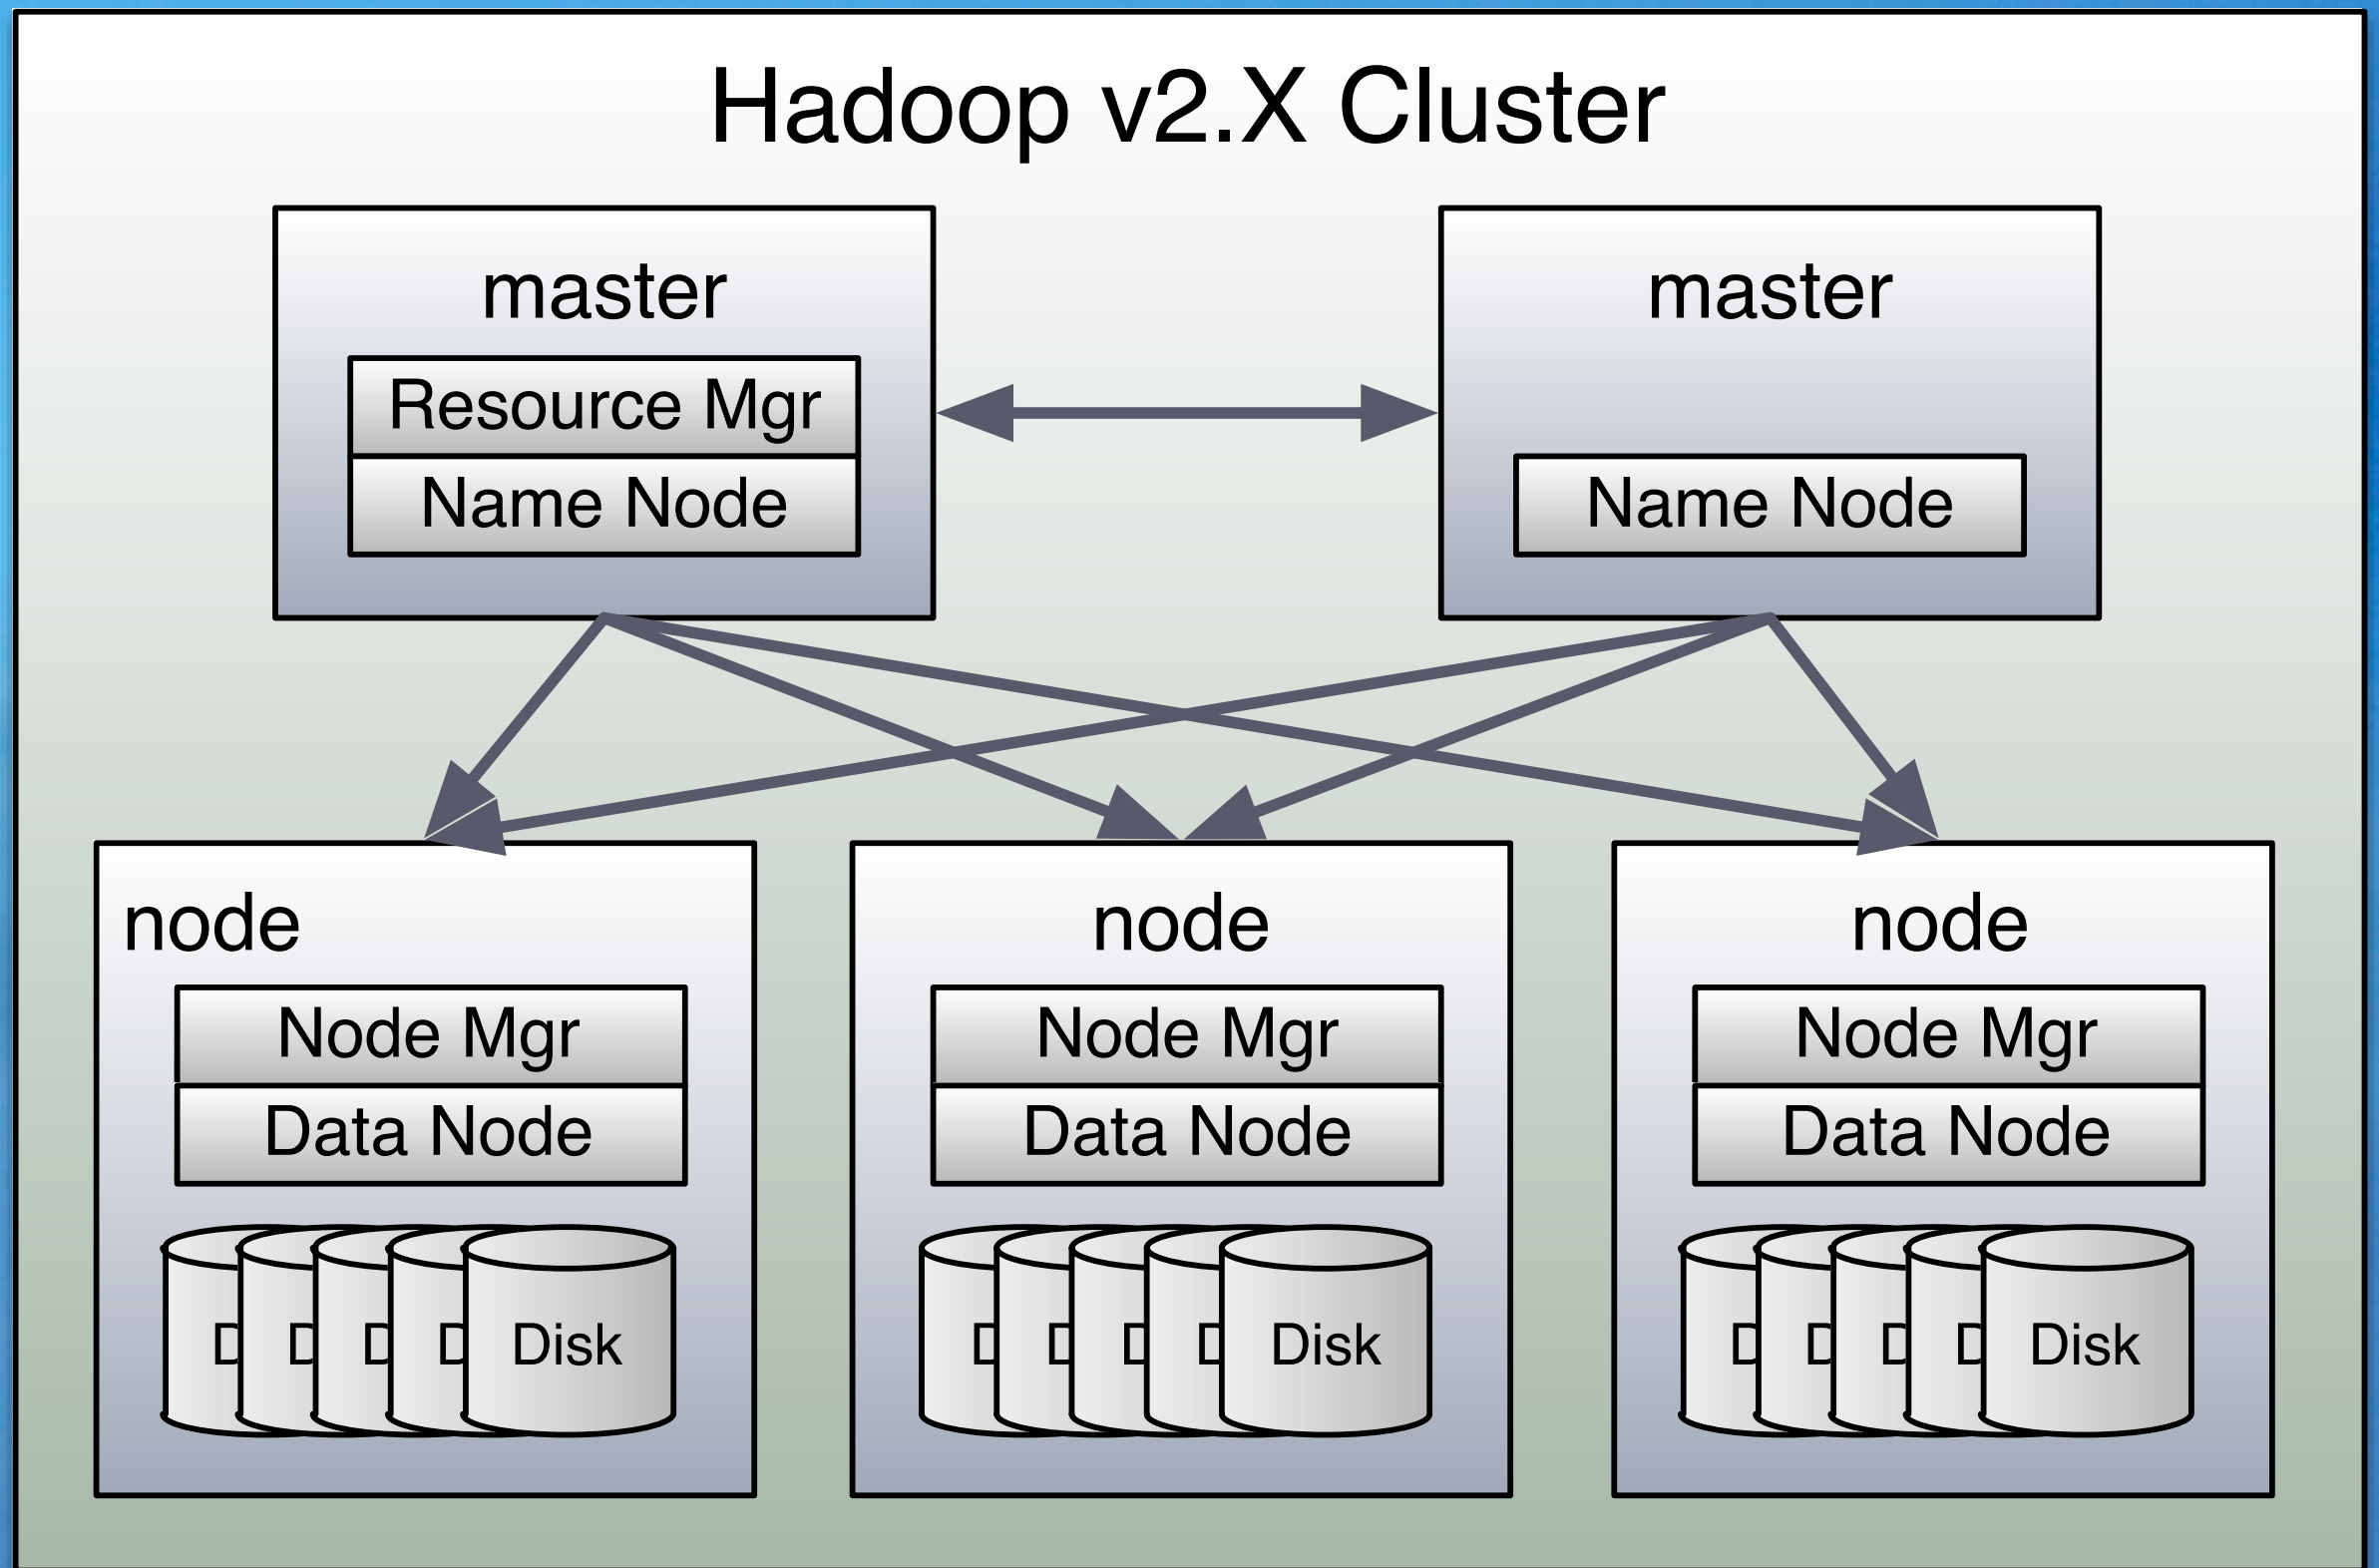 Hadoop v2.X Cluster
master
Resource Mgr
Name Node
master
Name Node
node
Node Mgr
Data Node
D D D D Disk
node
Node Mgr
Data Node
D D D D Disk
node
Node Mgr
Data Node
D D D D Disk